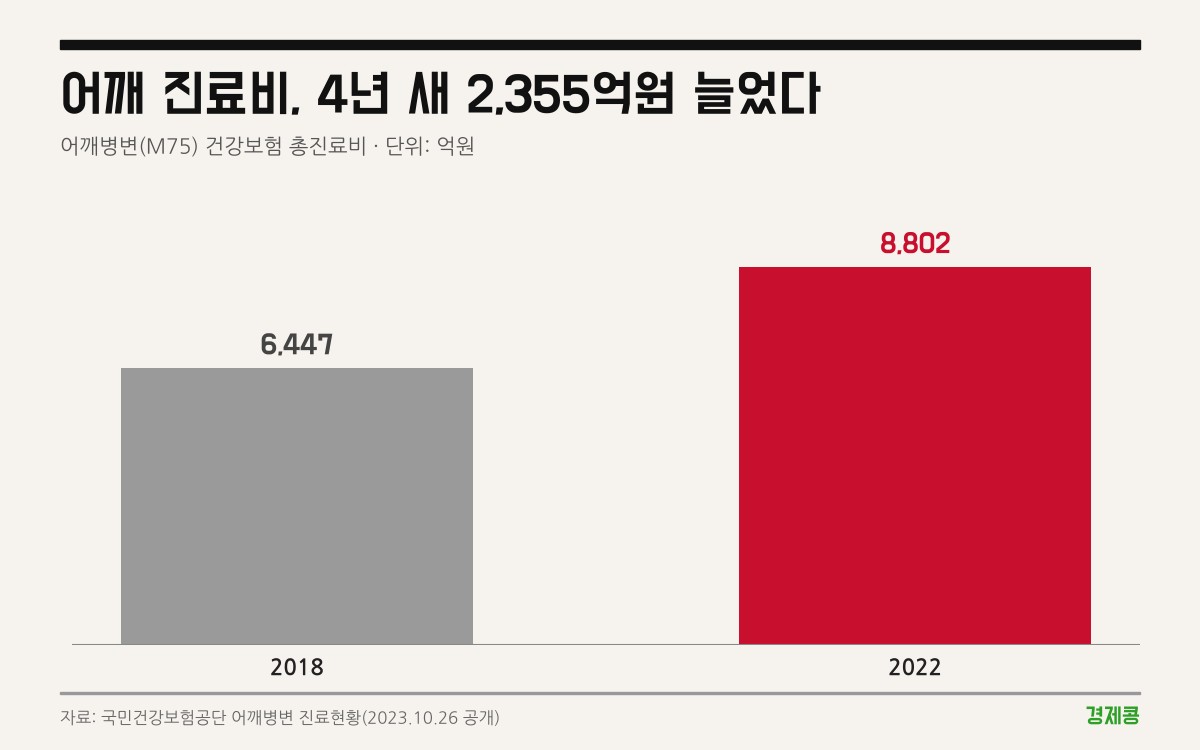 어깨 진료비, 4년 새 2,355억원 늘었다
어깨병변(M75) 건강보험 총진료비 · 단위: 억원
8,802
6,447
2018
2022
자료: 국민건강보험공단 어깨병변 진료현황(2023.10.26 공개)
경제콩